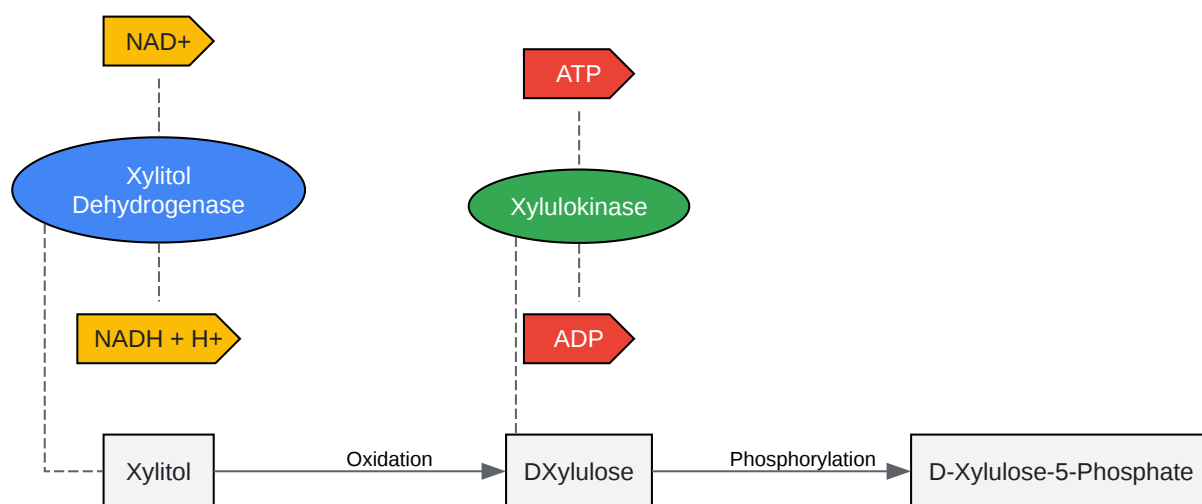 NAD+
ATP
Xylitol
Dehydrogenase
Xylulokinase
NADH + H+
ADP
Xylitol
Oxidation
DXylulose
Phosphorylation
D-Xylulose-5-Phosphate